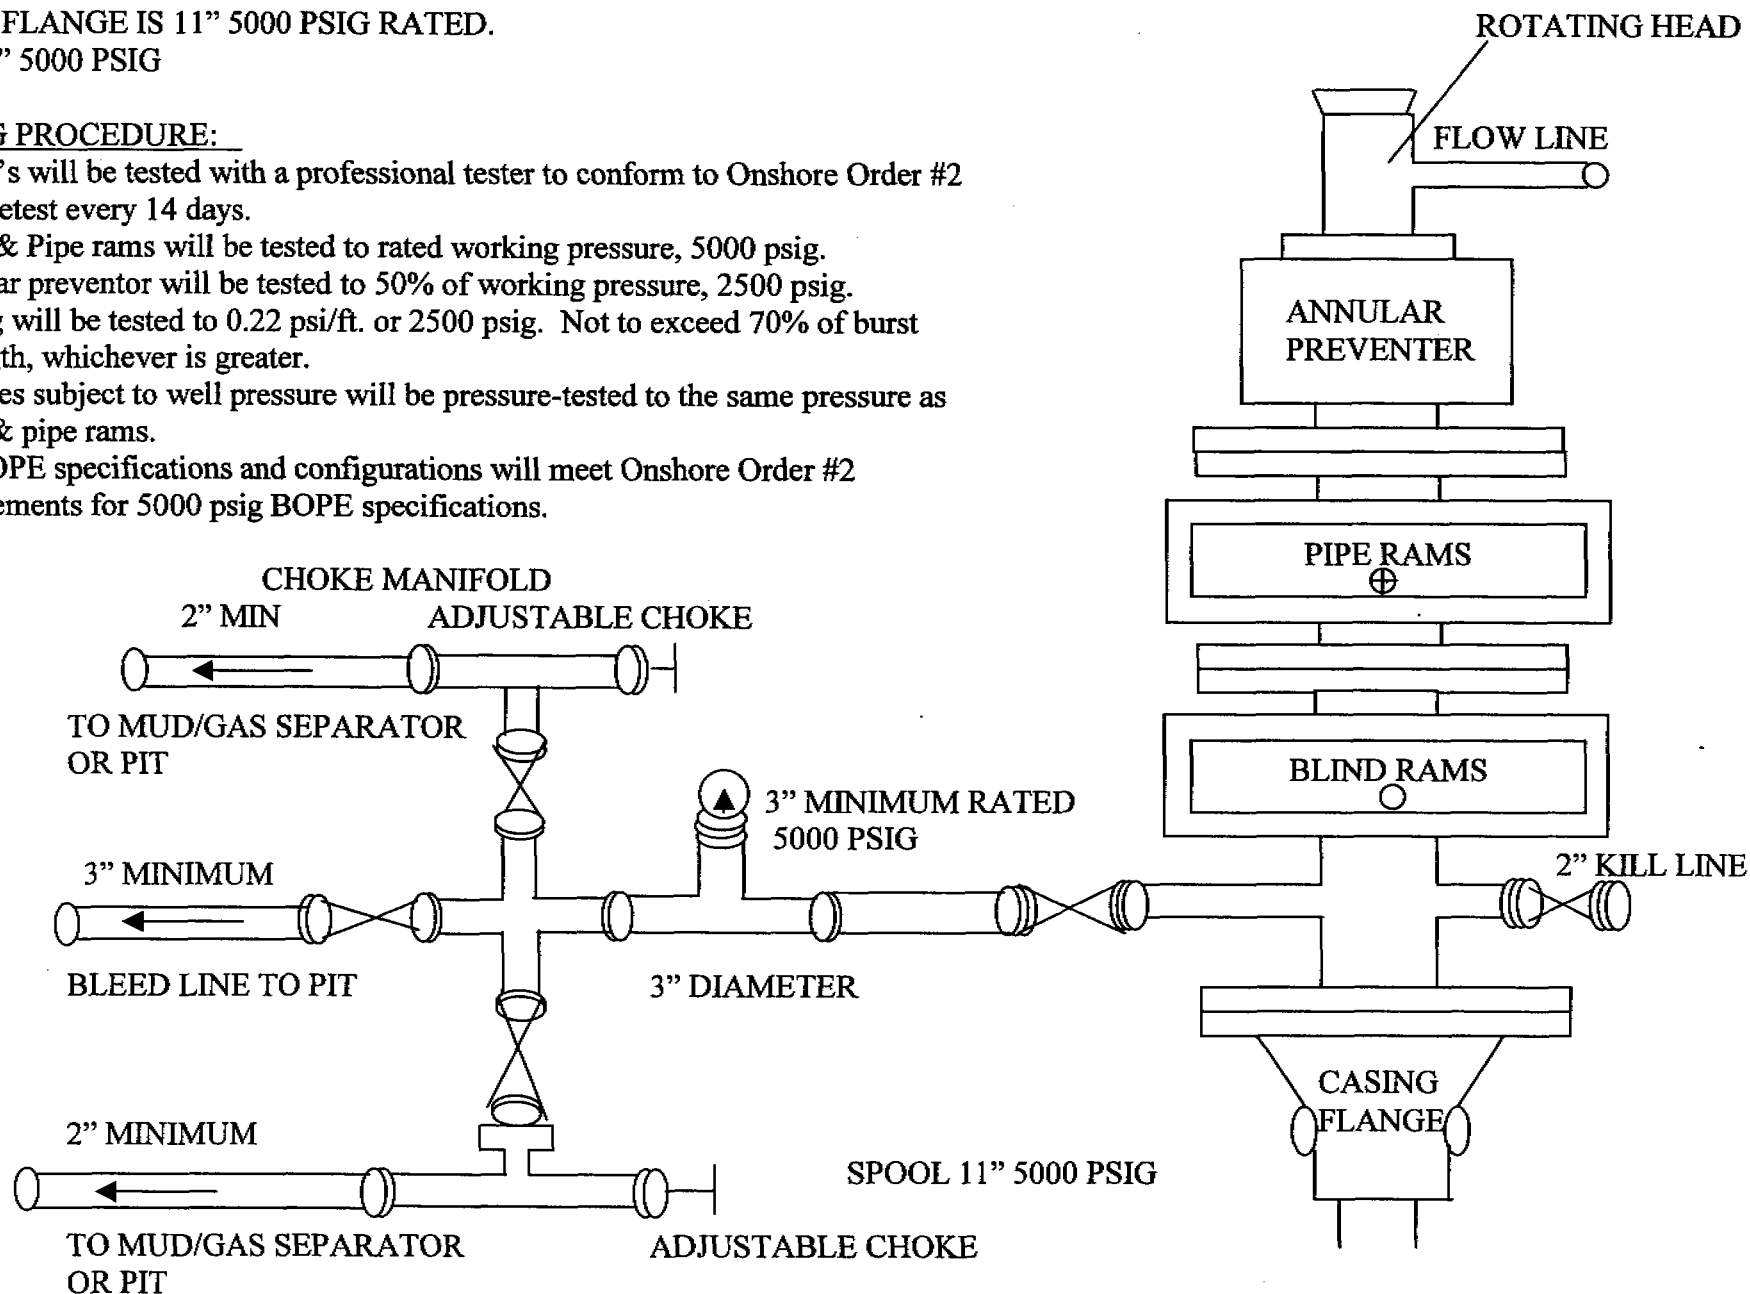 FLANGE IS 11” 5000 PSIG RATED.
” 5000 PSIG
G PROCEDURE:
’s will be tested with a professional tester to conform to Onshore Order #2
etest every 14 days.
& Pipe rams will be tested to rated working pressure, 5000 psig.
ar preventor will be tested to 50% of working pressure, 2500 psig.
g will be tested to 0.22 psi/ft. or 2500 psig. Not to exceed 70% of burst
th, whichever is greater.
es subject to well pressure will be pressure-tested to the same pressure as
& pipe rams.
OPE specifications and configurations will meet Onshore Order #2
ements for 5000 psig BOPE specifications.
ROTATING HEAD
FLOW LINE
ANNULAR
PREVENTER
PIPE RAMS
BLIND RAMS
2” KILL LINE
CASING
FLANGE
CHOKE MANIFOLD
2” MIN
ADJUSTABLE CHOKE
TO MUD/GAS SEPARATOR
OR PIT
3” MINIMUM RATED
5000 PSIG
3” MINIMUM
BLEED LINE TO PIT
3” DIAMETER
2” MINIMUM
SPOOL 11” 5000 PSIG
TO MUD/GAS SEPARATOR
OR PIT
ADJUSTABLE CHOKE